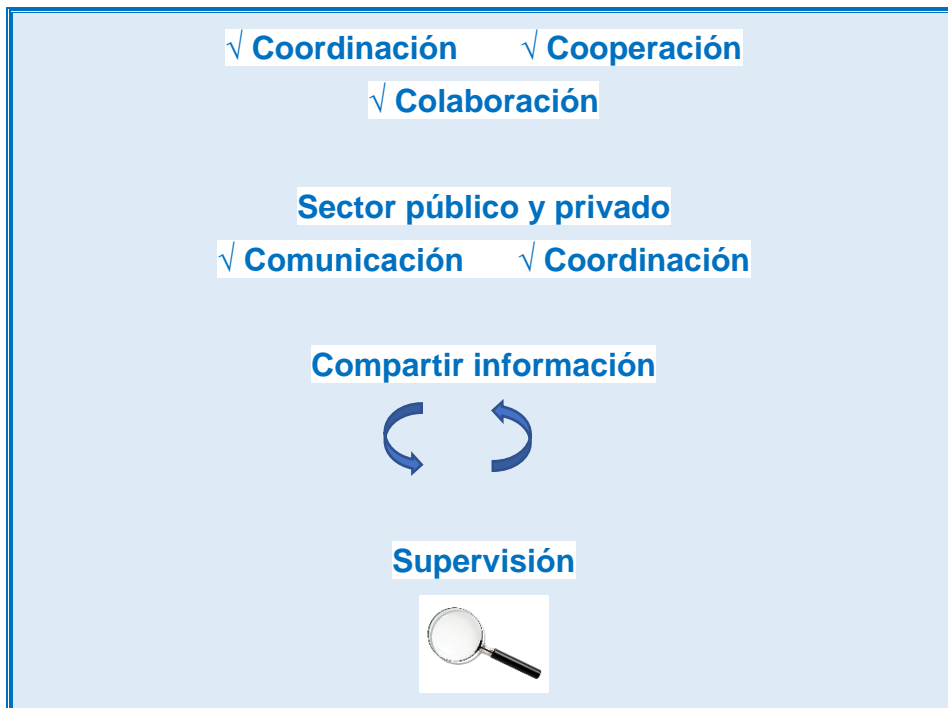 √ Coordinación √ Cooperación
√ Colaboración
Sector público y privado
√ Comunicación √ Coordinación
Compartir información
Supervisión